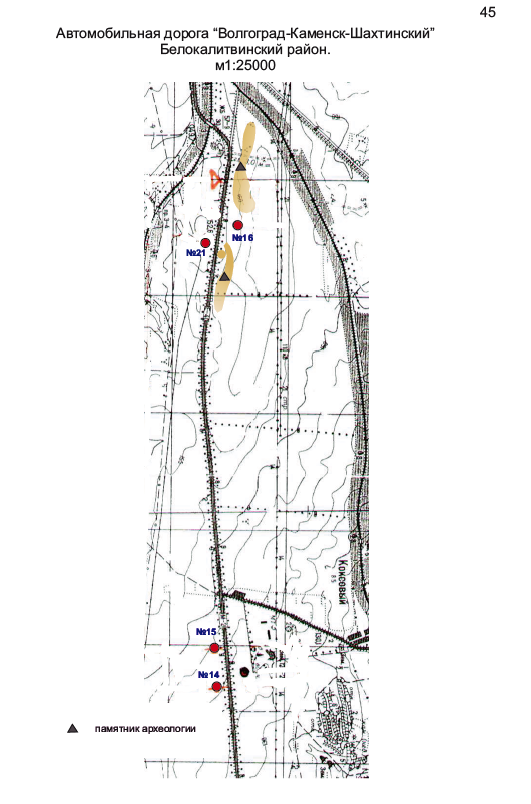 45
Автомобильная дорога “Волгоград-Каменск-Шахтинский”
Белокалитвинский район.
м1:25000
№16
№21
Коксовый
№15
№14
памятник археологии